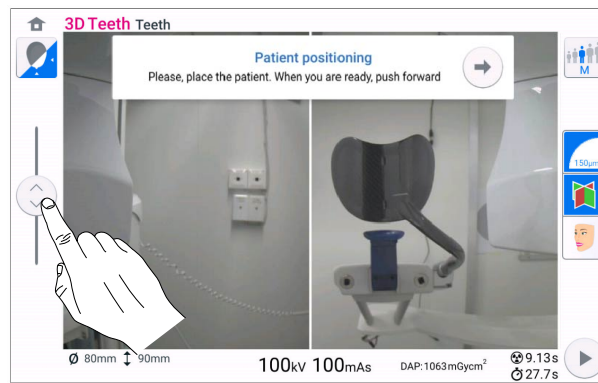 3D Teeth Teeth
Patient positioning
Please, place the patient. When you are ready, push forward
M
150µm
Ø 80mm ↕ 90mm
100kV 100mAs
DAP:1063mGycm²
9.13s
27.7s